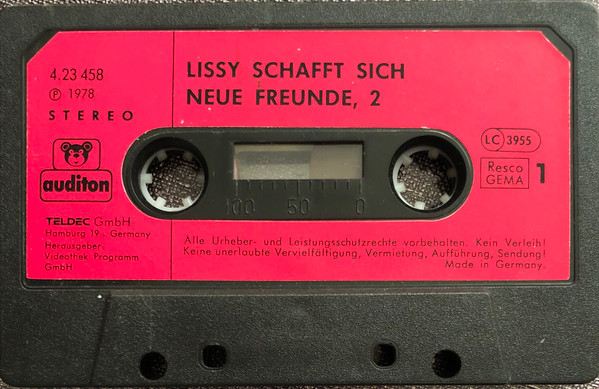 4.23 458
Ⓟ 1978
STEREO
LISSY SCHAFFT SICH
NEUE FREUNDE, 2
auditon
TELDEC GmbH
Hamburg 19 - Germany
Herausgeber:
Videothek Programm
GmbH
100 50 0
LC 3955
Resco
GEMA
1
Alle Urheber- und Leistungsschutzrechte vorbehalten. Kein Verleih!
Keine unerlaubte Vervielfältigung, Vermietung, Aufführung, Sendung!
Made in Germany.